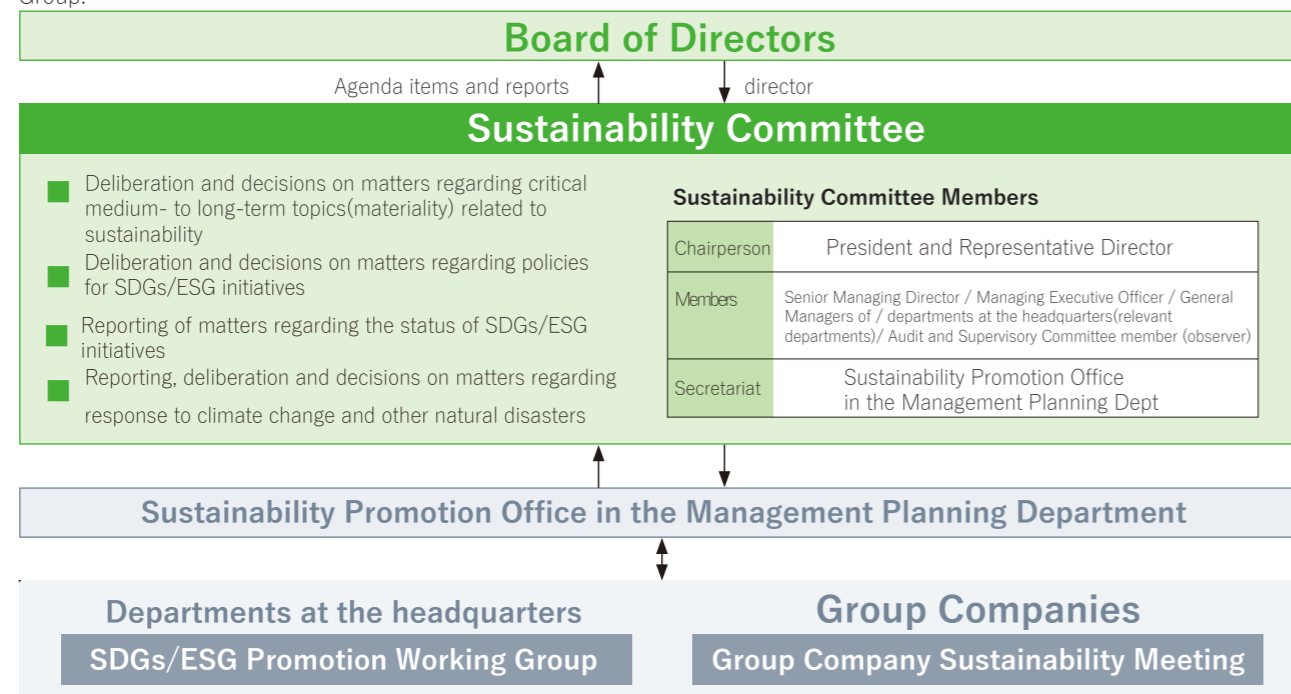 Group.
Board of Directors
Agenda items and reports
director
Sustainability Committee
Deliberation and decisions on matters regarding critical
medium- to long-term topics(materiality) related to
sustainability
Deliberation and decisions on matters regarding policies
for SDGs/ESG initiatives
Reporting of matters regarding the status of SDGs/ESG
initiatives
Reporting, deliberation and decisions on matters regarding
response to climate change and other natural disasters
Sustainability Committee Members
Chairperson
President and Representative Director
Members
Senior Managing Director / Managing Executive Officer / General
Managers of / departments at the headquarters(relevant
departments)/ Audit and Supervisory Committee member (observer)
Secretariat
Sustainability Promotion Office
in the Management Planning Dept
Sustainability Promotion Office in the Management Planning Department
Departments at the headquarters
SDGs/ESG Promotion Working Group
Group Companies
Group Company Sustainability Meeting